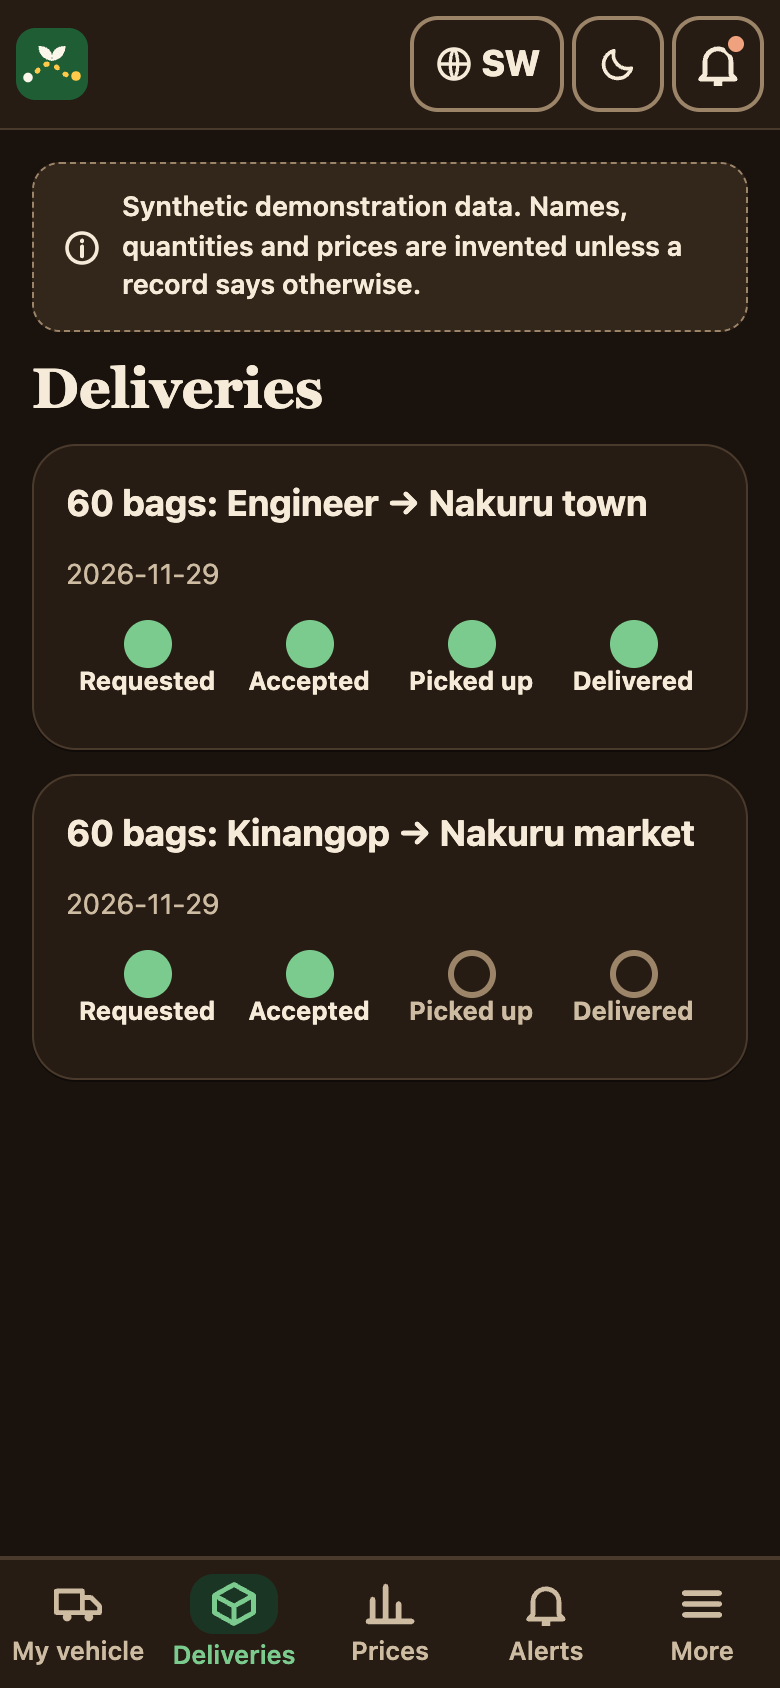 SW
Synthetic demonstration data. Names,
quantities and prices are invented unless a
record says otherwise.
Deliveries
60 bags: Engineer → Nakuru town
2026-11-29
Requested Accepted Picked up Delivered
60 bags: Kinangop → Nakuru market
2026-11-29
Requested Accepted Picked up Delivered
My vehicle Deliveries Prices Alerts More